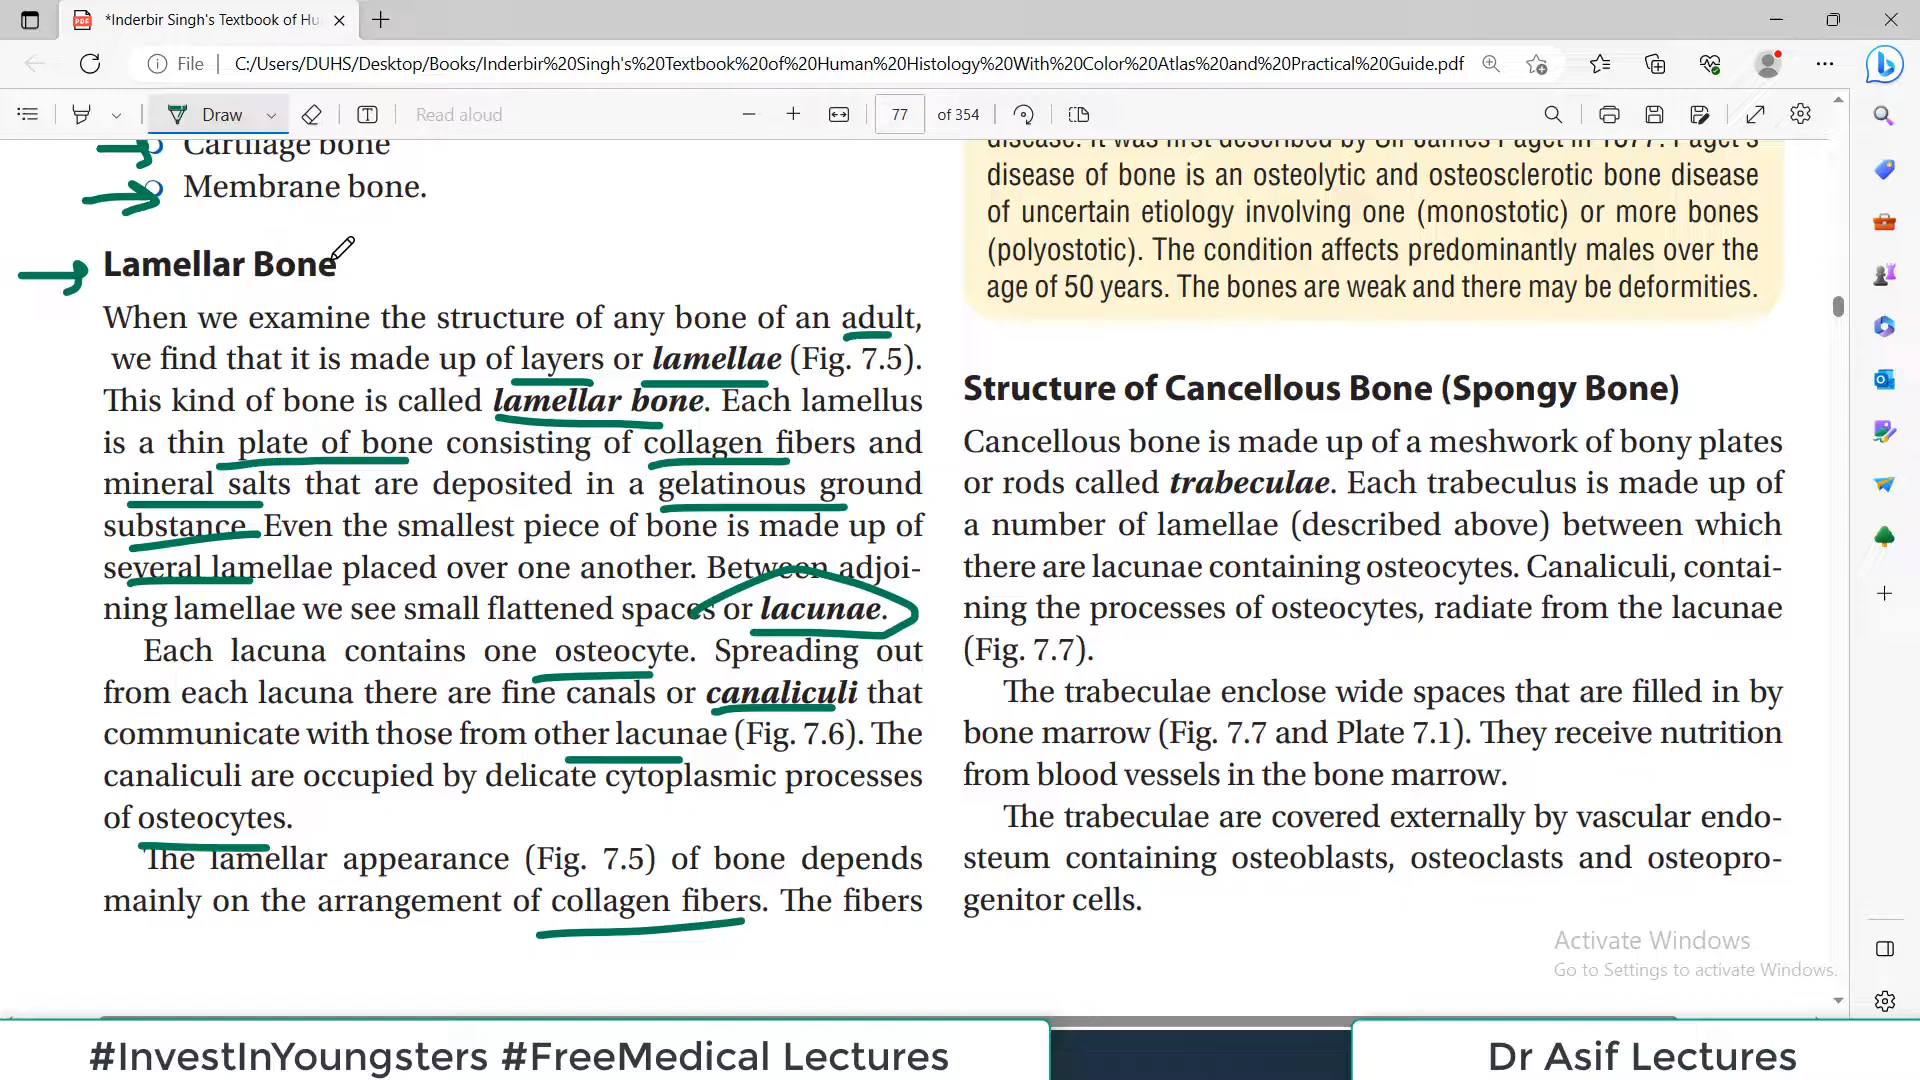 *Inderbir Singh's Textbook of Hu
File
C:/Users/DUHS/Desktop/Books/Inderbir%20Singh's%20Textbook%20of%20Human%20Histology%20With%20Color%20Atlas%20and%20Practical%20Guide.pdf
Draw
Read aloud
77
of 354
Cartilage bone
Membrane bone.
Lamellar Bone
When we examine the structure of any bone of an adult,
we find that it is made up of layers or lamellae (Fig. 7.5).
This kind of bone is called lamellar bone. Each lamellus
is a thin plate of bone consisting of collagen fibers and
mineral salts that are deposited in a gelatinous ground
substance. Even the smallest piece of bone is made up of
several lamellae placed over one another. Between adjoi-
ning lamellae we see small flattened spaces or lacunae.
Each lacuna contains one osteocyte. Spreading out
from each lacuna there are fine canals or canaliculi that
communicate with those from other lacunae (Fig. 7.6). The
canaliculi are occupied by delicate cytoplasmic processes
of osteocytes.
The lamellar appearance (Fig. 7.5) of bone depends
mainly on the arrangement of collagen fibers. The fibers
disease. It was first described by Sir James Paget in 1877. Paget's
disease of bone is an osteolytic and osteosclerotic bone disease
of uncertain etiology involving one (monostotic) or more bones
(polyostotic). The condition affects predominantly males over the
age of 50 years. The bones are weak and there may be deformities.
Structure of Cancellous Bone (Spongy Bone)
Cancellous bone is made up of a meshwork of bony plates
or rods called trabeculae. Each trabeculus is made up of
a number of lamellae (described above) between which
there are lacunae containing osteocytes. Canaliculi, contai-
ning the processes of osteocytes, radiate from the lacunae
(Fig. 7.7).
The trabeculae enclose wide spaces that are filled in by
bone marrow (Fig. 7.7 and Plate 7.1). They receive nutrition
from blood vessels in the bone marrow.
The trabeculae are covered externally by vascular endo-
steum containing osteoblasts, osteoclasts and osteopro-
genitor cells.
Activate Windows
Go to Settings to activate Windows.
#InvestInYoungsters #FreeMedical Lectures
Dr Asif Lectures